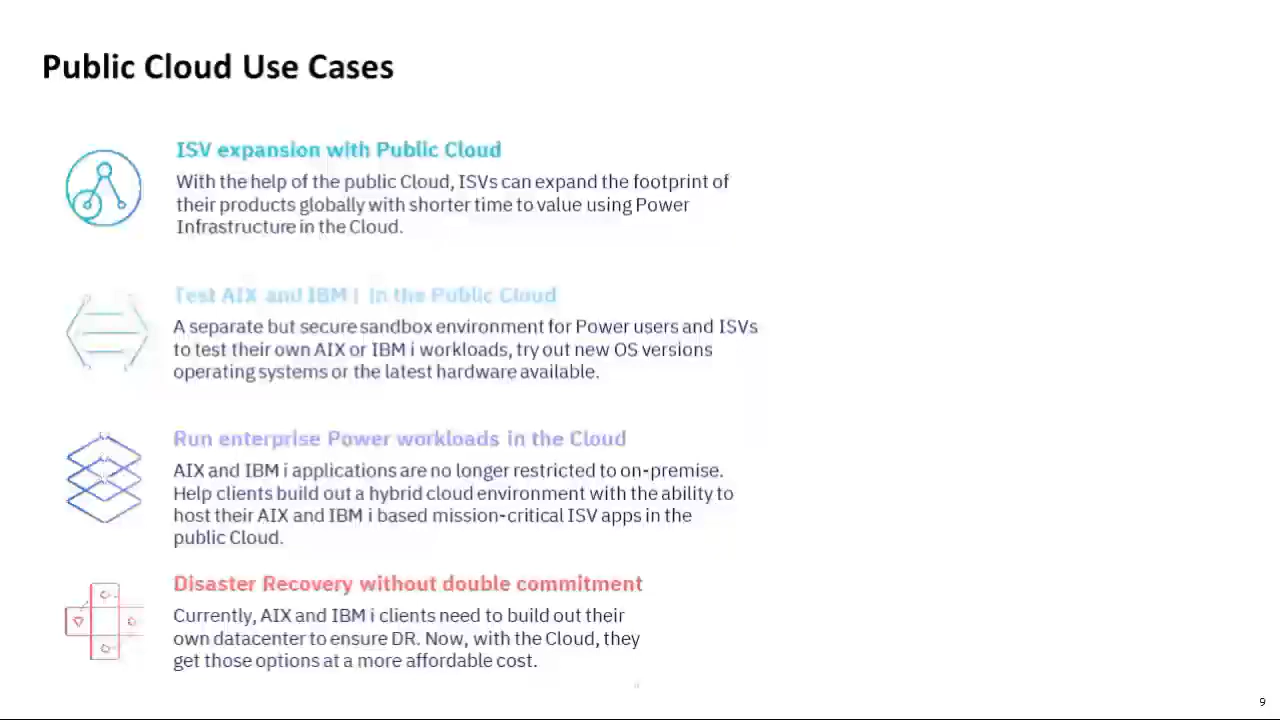 Public Cloud Use Cases
ISV expansion with Public Cloud
With the help of the public Cloud, ISVs can expand the footprint of
their products globally with shorter time to value using Power
Infrastructure in the Cloud.
Test AIX and IBM i in the Public Cloud
A separate but secure sandbox environment for Power users and ISVs
to test their own AIX or IBM i workloads, try out new OS versions
operating systems or the latest hardware available.
Run enterprise Power workloads in the Cloud
AIX and IBM i applications are no longer restricted to on-premise.
Help clients build out a hybrid cloud environment with the ability to
host their AIX and IBM i based mission-critical ISV apps in the
public Cloud.
Disaster Recovery without double commitment
Currently, AIX and IBM i clients need to build out their
own datacenter to ensure DR. Now, with the Cloud, they
get those options at a more affordable cost.
9